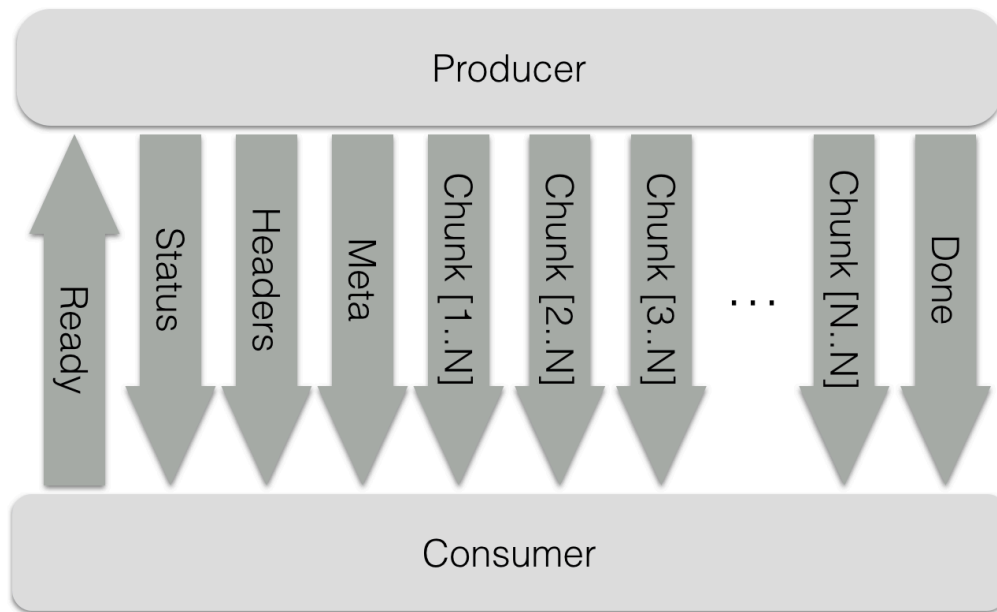 Producer
Ready
Status
Headers
Meta
Chunk [1..N]
Chunk [2..N]
Chunk [3..N]
...
Chunk [N..N]
Done
Consumer